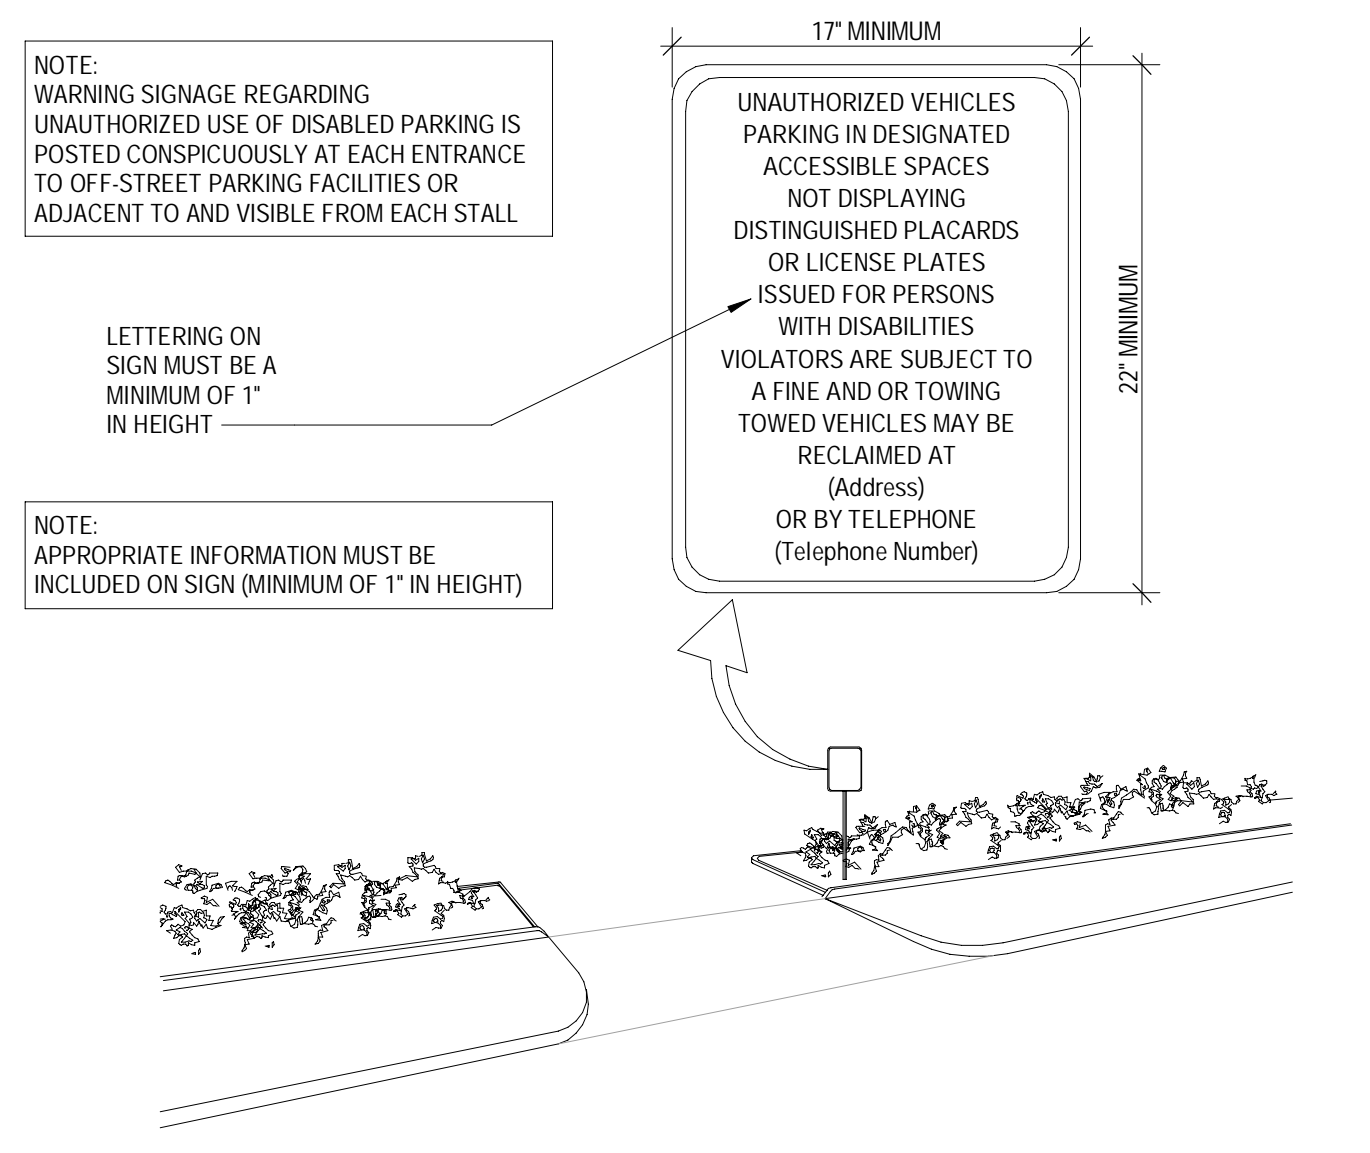 NOTE:
WARNING SIGNAGE REGARDING
UNAUTHORIZED USE OF DISABLED PARKING IS
POSTED CONSPICUOUSLY AT EACH ENTRANCE
TO OFF-STREET PARKING FACILITIES OR
ADJACENT TO AND VISIBLE FROM EACH STALL
LETTERING ON
SIGN MUST BE A
MINIMUM OF 1"
IN HEIGHT
NOTE:
APPROPRIATE INFORMATION MUST BE
INCLUDED ON SIGN (MINIMUM OF 1" IN HEIGHT)
17" MINIMUM
UNAUTHORIZED VEHICLES
PARKING IN DESIGNATED
ACCESSIBLE SPACES
NOT DISPLAYING
DISTINGUISHED PLACARDS
OR LICENSE PLATES
ISSUED FOR PERSONS
WITH DISABILITIES
VIOLATORS ARE SUBJECT TO
A FINE AND OR TOWING
TOWED VEHICLES MAY BE
RECLAIMED AT
(Address)
OR BY TELEPHONE
(Telephone Number)
22" MINIMUM